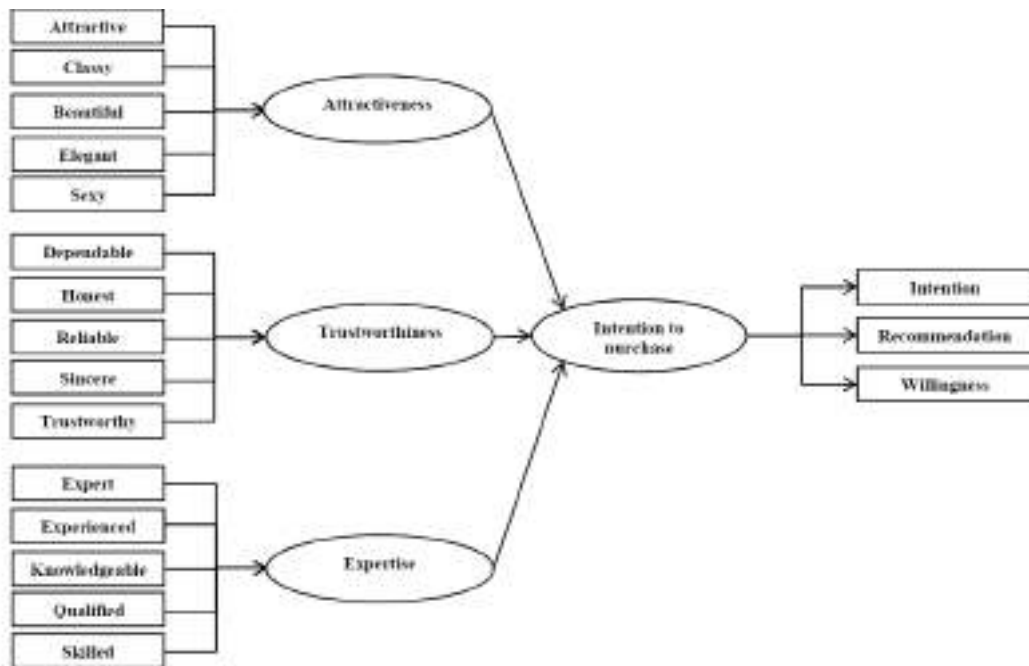 Attractive
Classy
Beautiful
Elegant
Sexy
Attractiveness
Dependable
Honest
Reliable
Sincere
Trustworthy
Trustworthiness
Expert
Experienced
Knowledgeable
Qualified
Skilled
Expertise
Intention to
purchase
Intention
Recommendation
Willingness